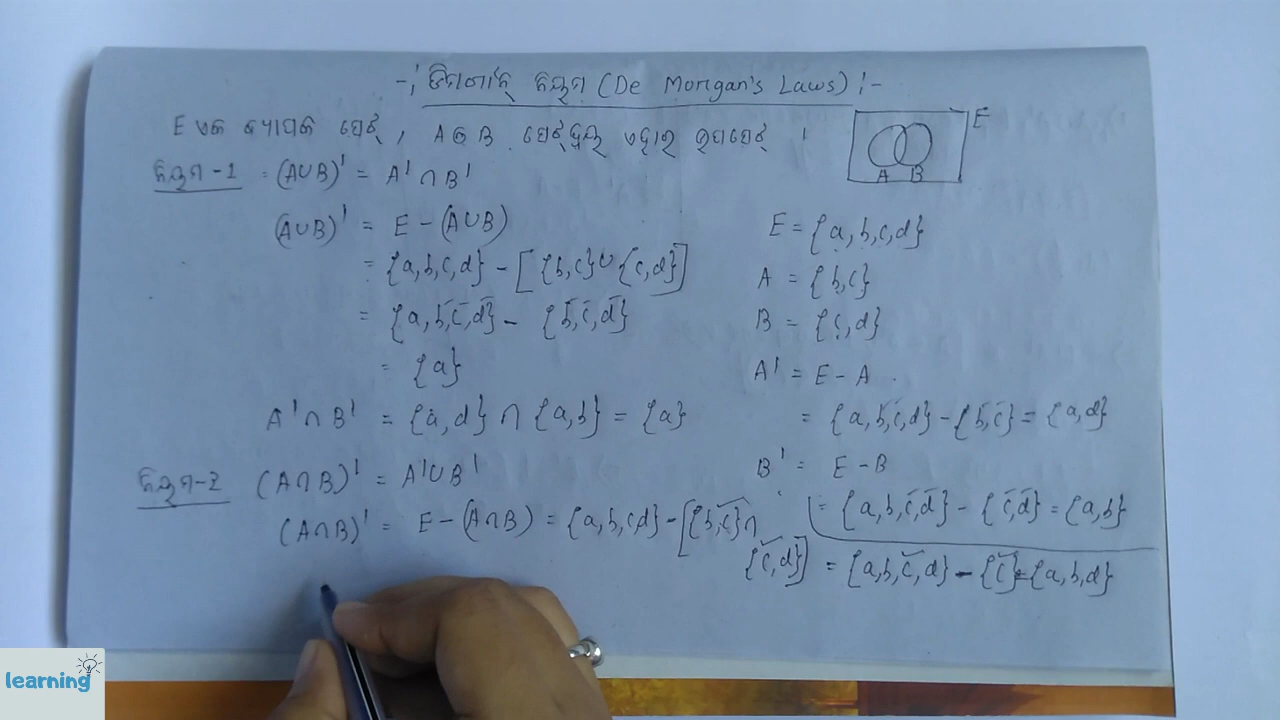 -: ଡିମର୍ଗାନ୍ ନିୟମ (De Morgan's Laws) :-
E ଏକ ବ୍ୟାପକ ସେଟ୍, A ଓ B ସେଟ୍‌ଦ୍ୱୟ ଏହାର ଉପସେଟ୍ ।
E
A B
ନିୟମ-1 : (A∪B)' = A' ∩ B'
(A∪B)' = E - (A∪B)
= {a,b,c,d} - [{b,c} ∪ {c,d}]
= {a,b,c,d} - {b,c,d}
= {a}
A' ∩ B' = {a,d} ∩ {a,b} = {a}
E = {a,b,c,d}
A = {b,c}
B = {c,d}
A' = E - A
= {a,b,c,d} - {b,c} = {a,d}
B' = E - B
= {a,b,c,d} - {c,d} = {a,b}
ନିୟମ-2 (A∩B)' = A'∪B'
(A∩B)' = E - (A∩B) = {a,b,c,d} - [{b,c} ∩
{c,d}] = {a,b,c,d} - {c} = {a,b,d}
learning